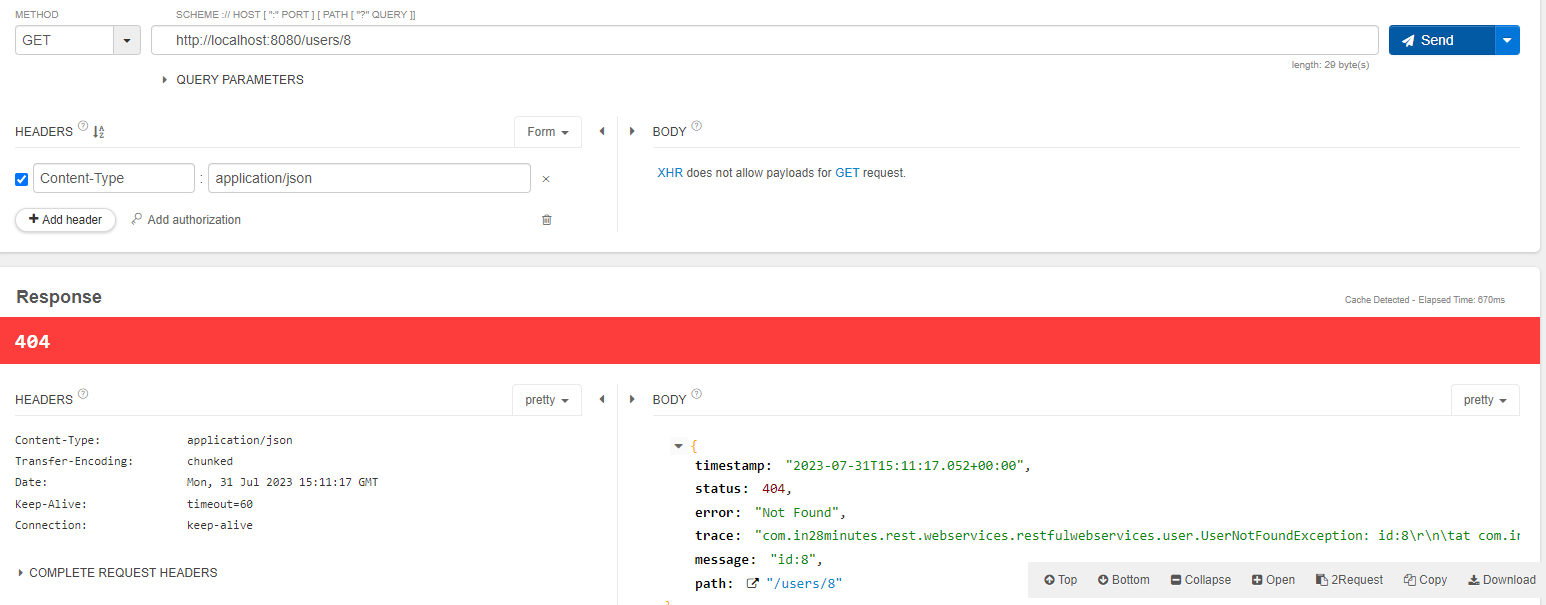 METHOD SCHEME :// HOST [ ":" PORT ] [ PATH [ "?" QUERY ]]
GET http://localhost:8080/users/8 Send
length: 29 byte(s)
QUERY PARAMETERS
HEADERS ? Form BODY ?
Content-Type : application/json ×
XHR does not allow payloads for GET request.
+ Add header Add authorization
Response
Cache Detected - Elapsed Time: 670ms
404
HEADERS ? pretty BODY ? pretty
Content-Type: application/json
Transfer-Encoding: chunked
Date: Mon, 31 Jul 2023 15:11:17 GMT
Keep-Alive: timeout=60
Connection: keep-alive
COMPLETE REQUEST HEADERS
{
timestamp: "2023-07-31T15:11:17.052+00:00",
status: 404,
error: "Not Found",
trace: "com.in28minutes.rest.webservices.restfulwebservices.user.UserNotFoundException: id:8\r\n\tat com.in
message: "id:8",
path: "/users/8"
}
Top Bottom Collapse Open 2Request Copy Download